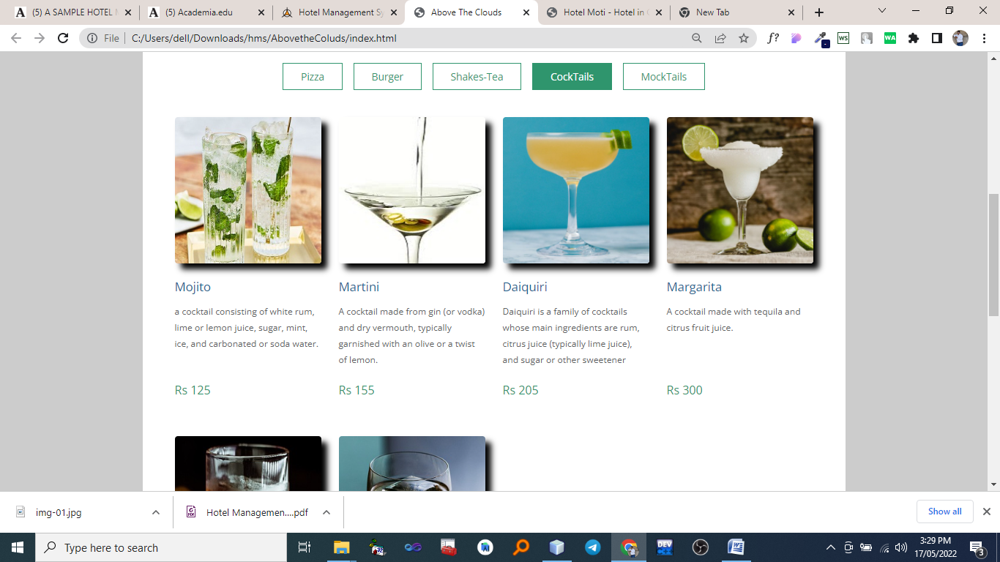 (5) A SAMPLE HOTEL
(5) Academia.edu
Hotel Management Sy
Above The Clouds
Hotel Moti - Hotel in
New Tab
File
C:/Users/dell/Downloads/hms/AbovetheColuds/index.html
f?
WS
WA
Pizza
Burger
Shakes-Tea
CockTails
MockTails
Mojito
Martini
Daiquiri
Margarita
a cocktail consisting of white rum,
lime or lemon juice, sugar, mint,
ice, and carbonated or soda water.
A cocktail made from gin (or vodka)
and dry vermouth, typically
garnished with an olive or a twist
of lemon.
Daiquiri is a family of cocktails
whose main ingredients are rum,
citrus juice (typically lime juice),
and sugar or other sweetener
A cocktail made with tequila and
citrus fruit juice.
Rs 125
Rs 155
Rs 205
Rs 300
img-01.jpg
Hotel Managemen....pdf
Show all
Type here to search
DEV
3:29 PM
17/05/2022
3